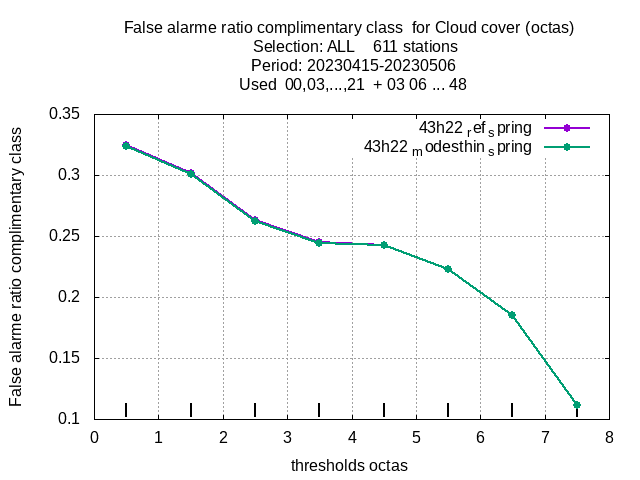 False alarme ratio complimentary class  for Cloud cover (octas)
Selection: ALL    611 stations
Period: 20230415-20230506
Used  00,03,...,21  + 03 06 ... 48
False alarme ratio complimentary class
0.35
0.3
0.25
0.2
0.15
0.1
43h22 ref spring
43h22 modesthin spring
0 1 2 3 4 5 6 7 8
thresholds octas